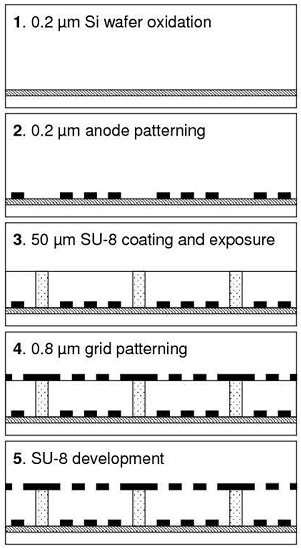 1. 0.2 μm Si wafer oxidation
2. 0.2 μm anode patterning
3. 50 μm SU-8 coating and exposure
4. 0.8 μm grid patterning
5. SU-8 development